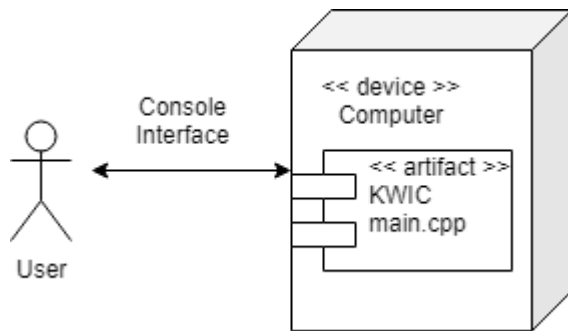 Console
Interface
User
<< device >>
Computer
<< artifact >>
KWIC
main.cpp